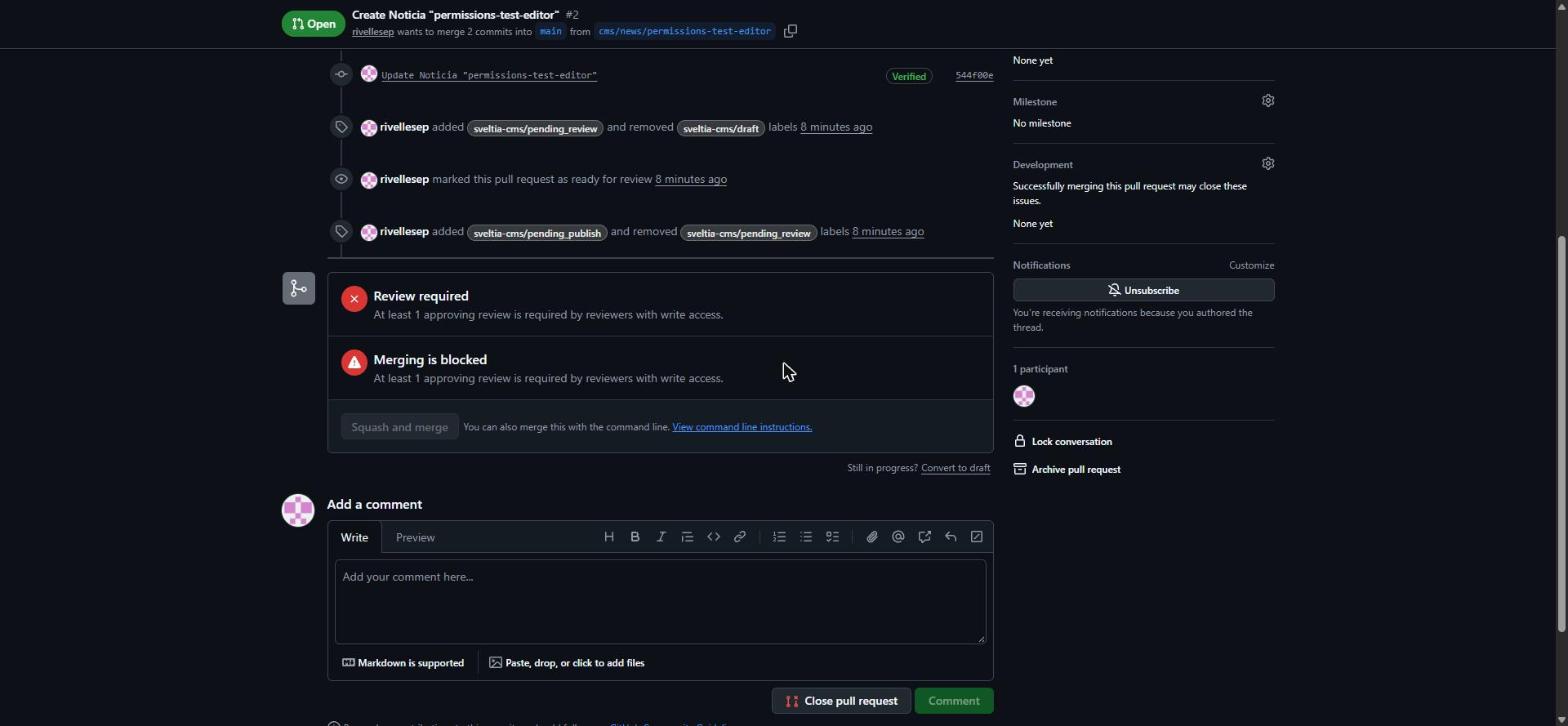 Open
Create Noticia "permissions-test-editor" #2
rivellesep wants to merge 2 commits into main from cms/news/permissions-test-editor
Update Noticia "permissions-test-editor"
Verified
544f00e
rivellesep added sveltia-cms/pending_review and removed sveltia-cms/draft labels 8 minutes ago
rivellesep marked this pull request as ready for review 8 minutes ago
rivellesep added sveltia-cms/pending_publish and removed sveltia-cms/pending_review labels 8 minutes ago
Review required
At least 1 approving review is required by reviewers with write access.
Merging is blocked
At least 1 approving review is required by reviewers with write access.
Squash and merge You can also merge this with the command line. View command line instructions.
Still in progress? Convert to draft
Add a comment
Write Preview
Add your comment here...
Markdown is supported Paste, drop, or click to add files
Close pull request Comment
None yet
Milestone
No milestone
Development
Successfully merging this pull request may close these
issues.
None yet
Notifications Customize
Unsubscribe
You're receiving notifications because you authored the
thread.
1 participant
Lock conversation
Archive pull request